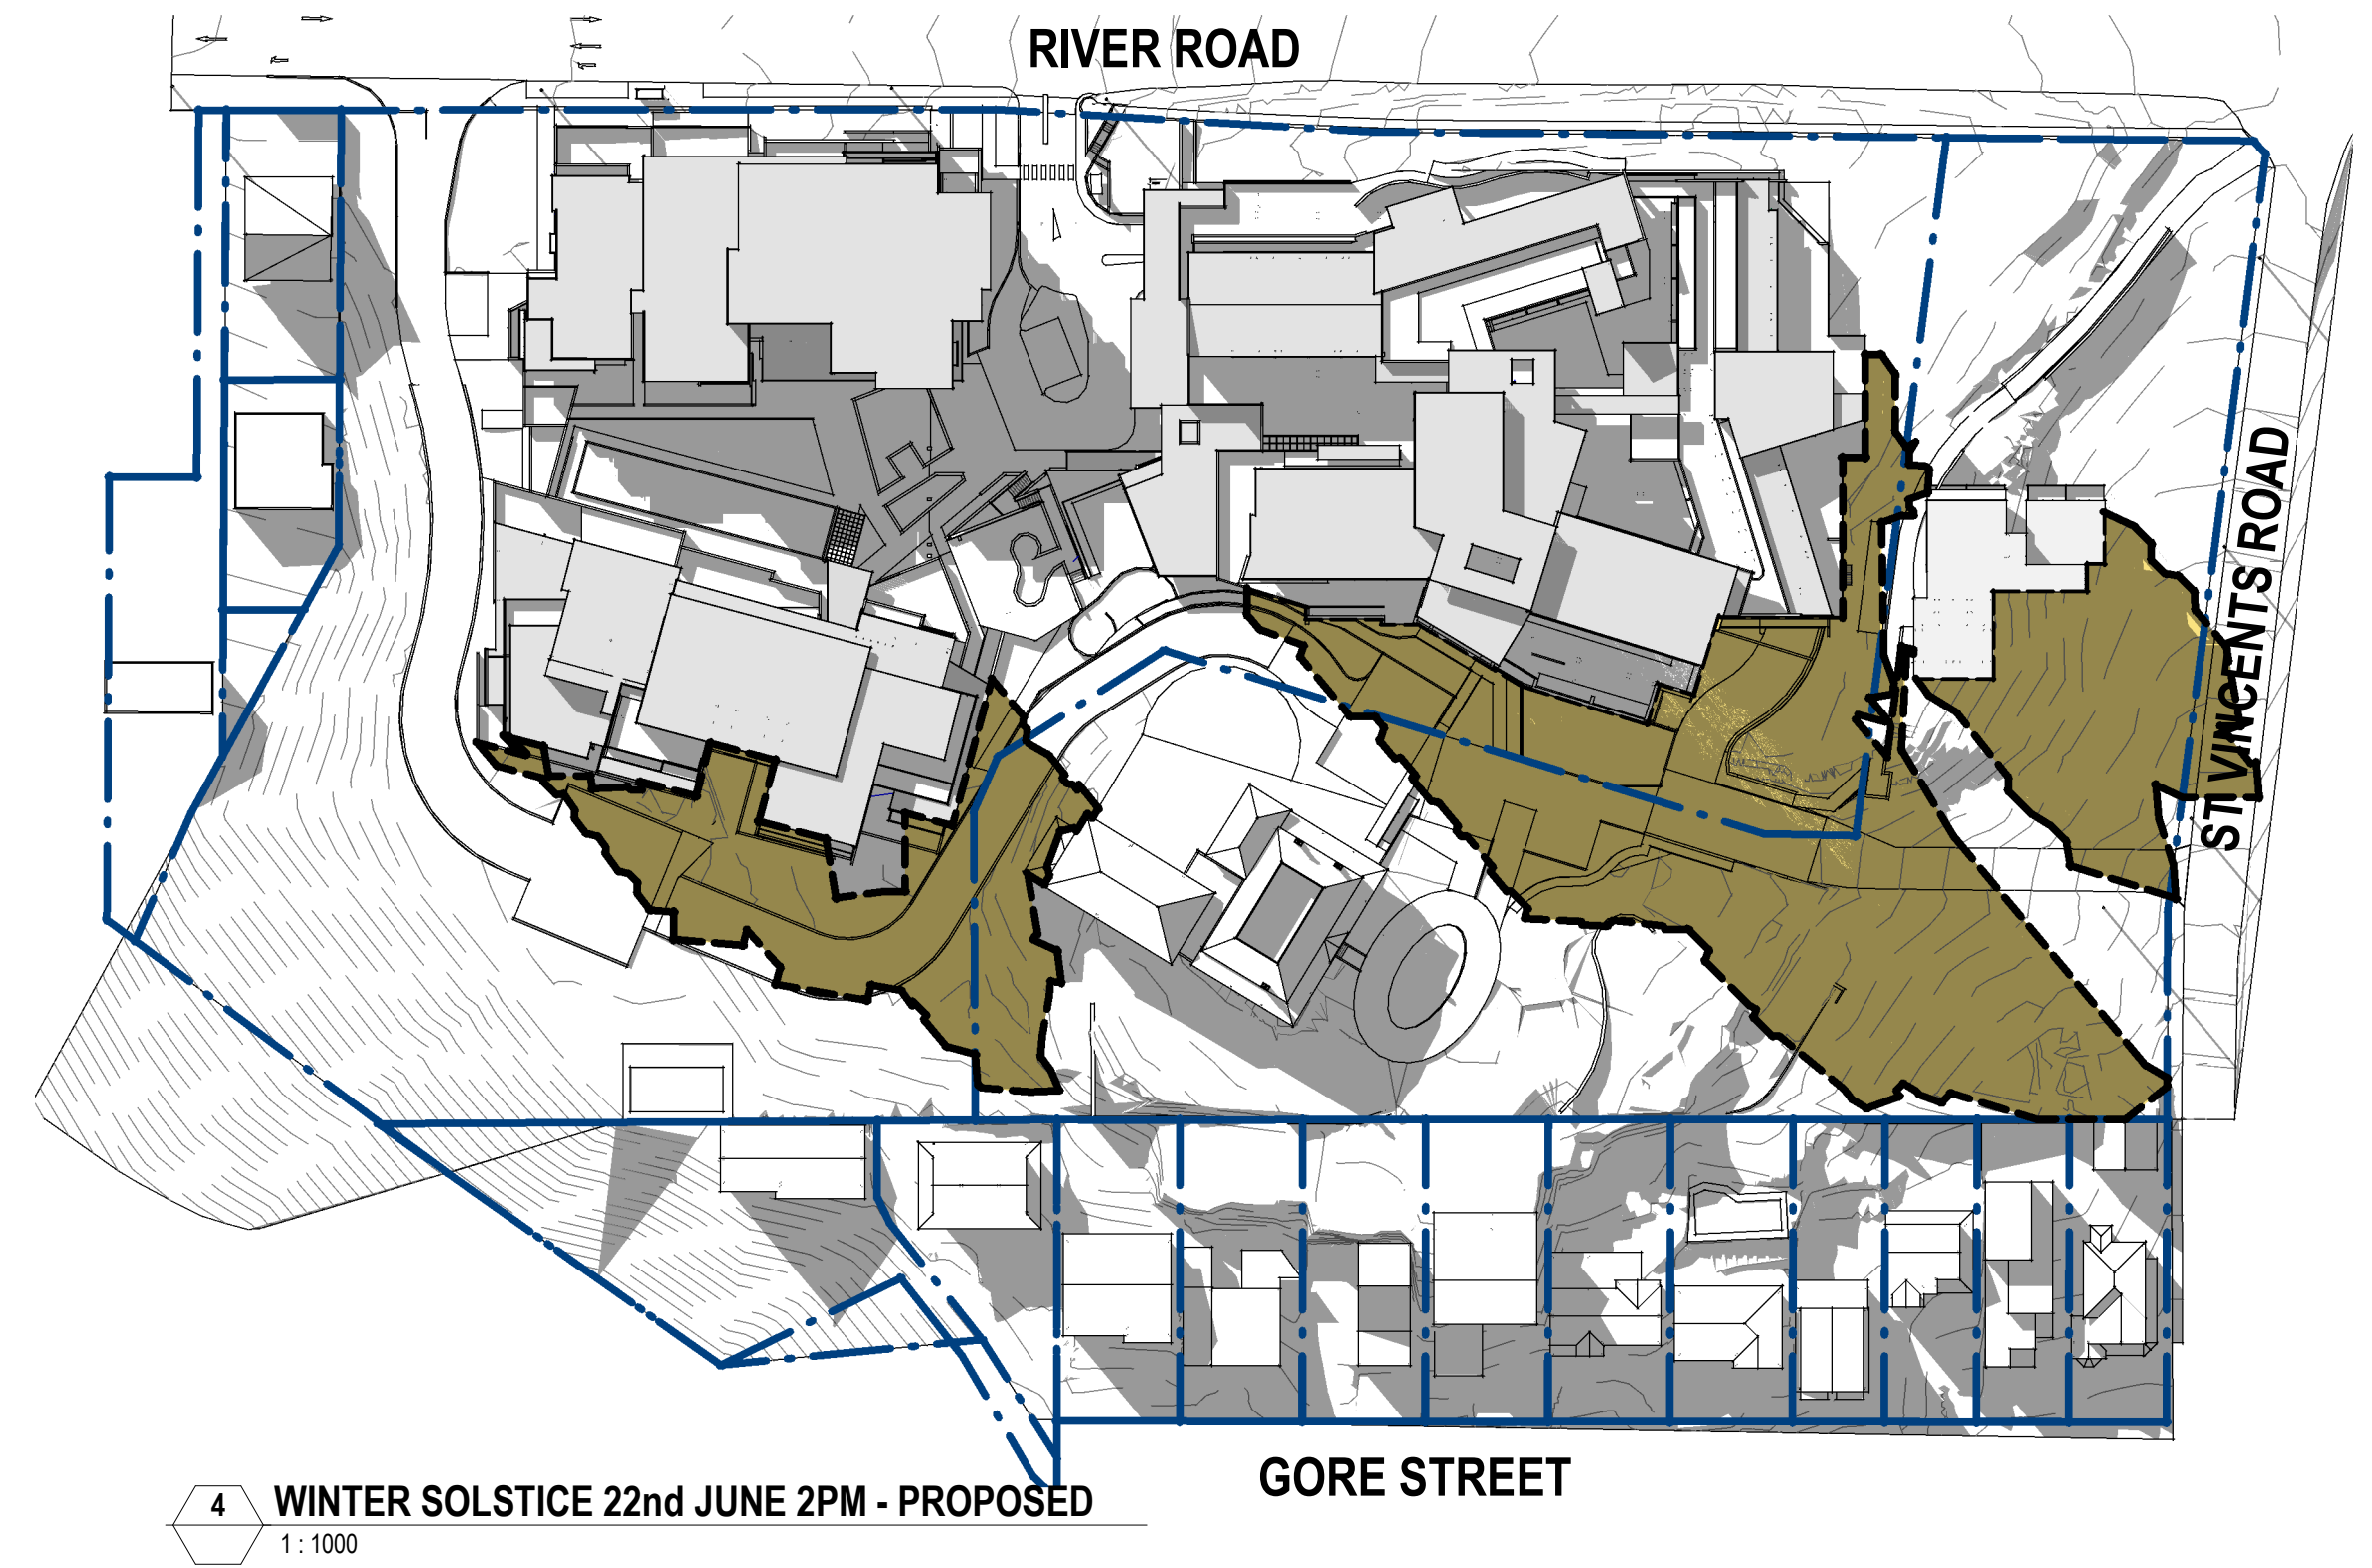 RIVER ROAD
ST VINCENTS ROAD
GORE STREET
4
WINTER SOLSTICE 22nd JUNE 2PM - PROPOSED
1 : 1000